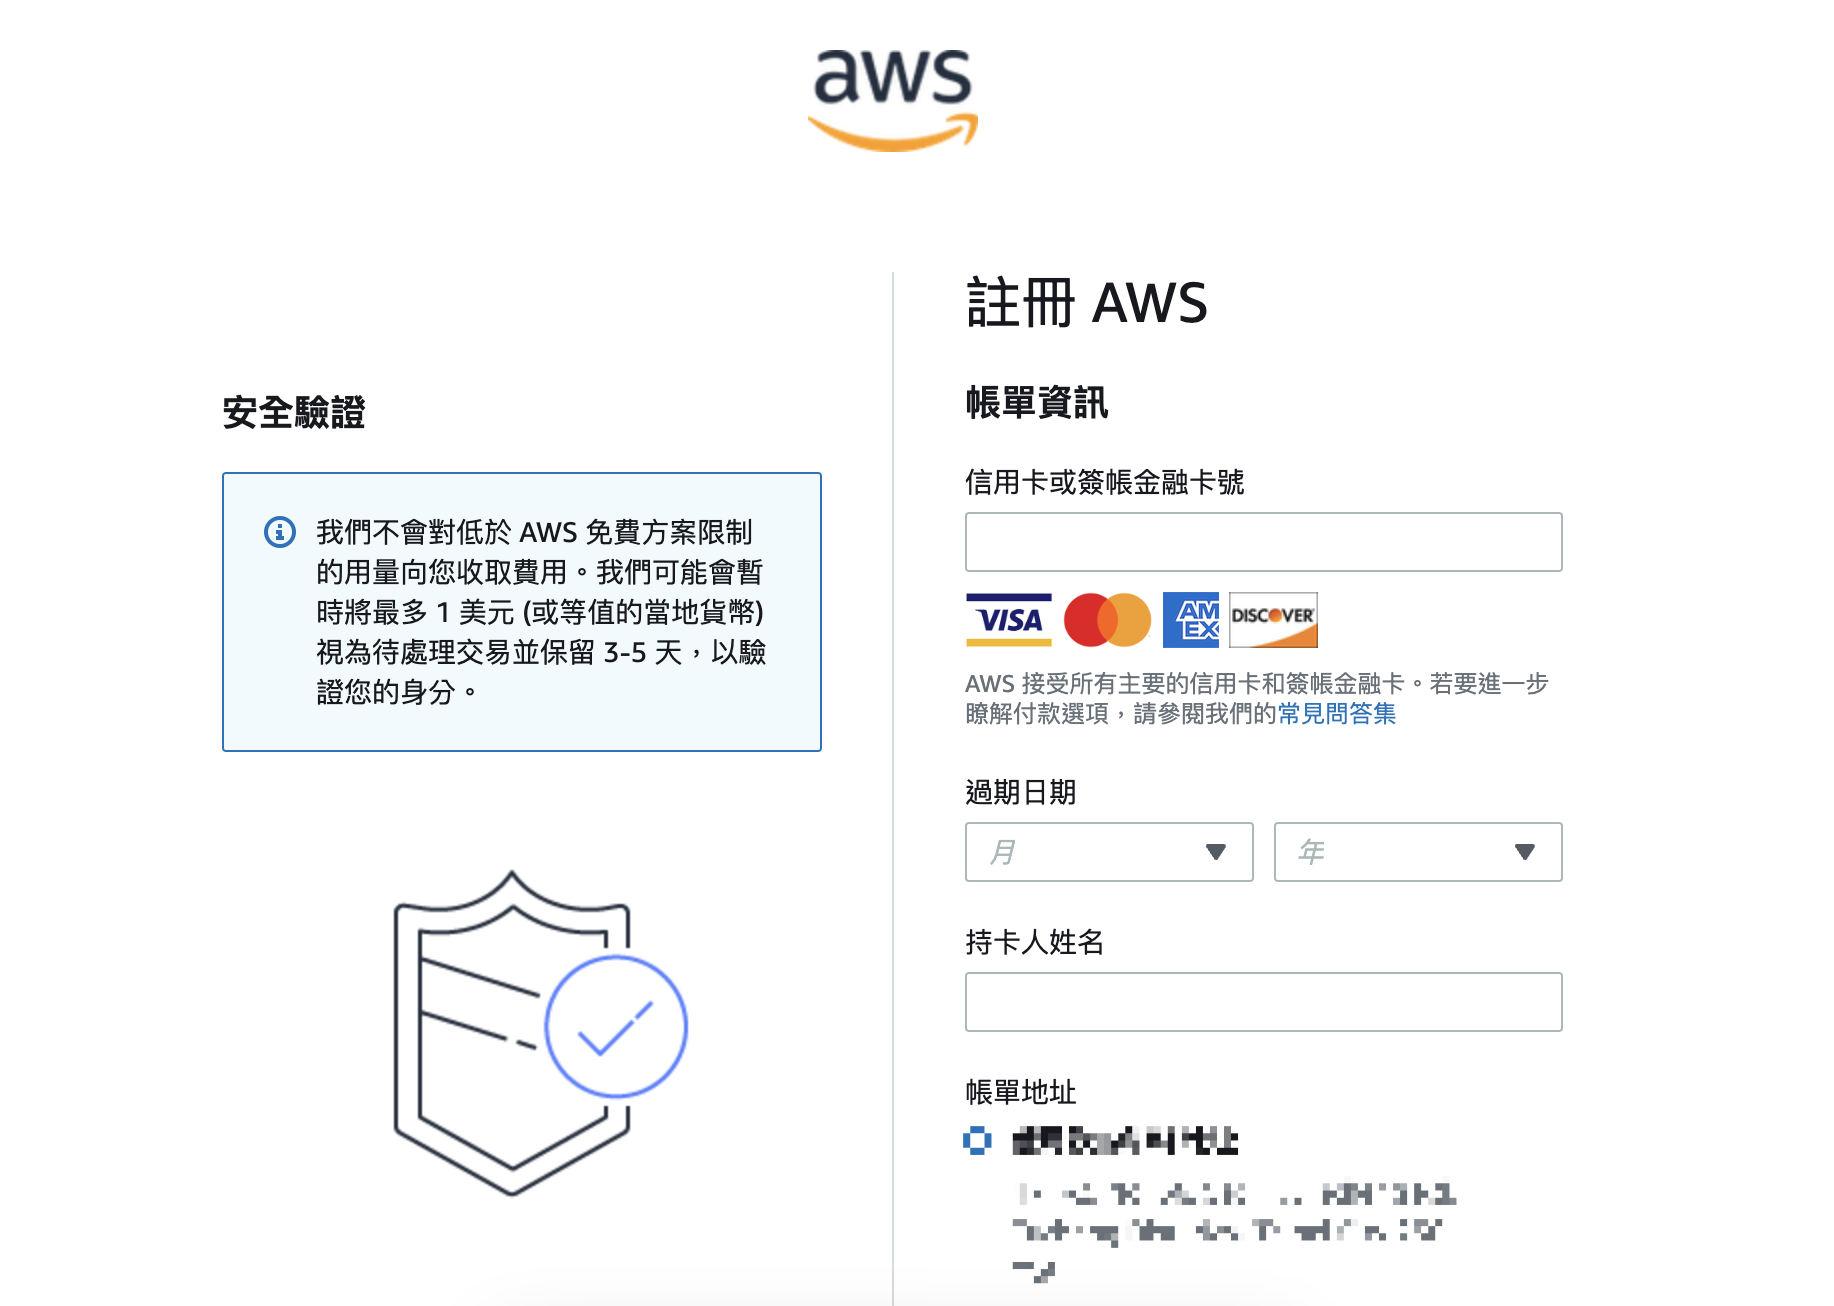 aws
安全驗證
我們不會對低於 AWS 免費方案限制
的用量向您收取費用。我們可能會暫
時將最多 1 美元 (或等值的當地貨幣)
視為待處理交易並保留 3-5 天，以驗
證您的身分。
註冊 AWS
帳單資訊
信用卡或簽帳金融卡號
VISA
AM
EX
DISCOVER
AWS 接受所有主要的信用卡和簽帳金融卡。若要進一步
瞭解付款選項，請參閱我們的常見問答集
過期日期
月
年
持卡人姓名
帳單地址